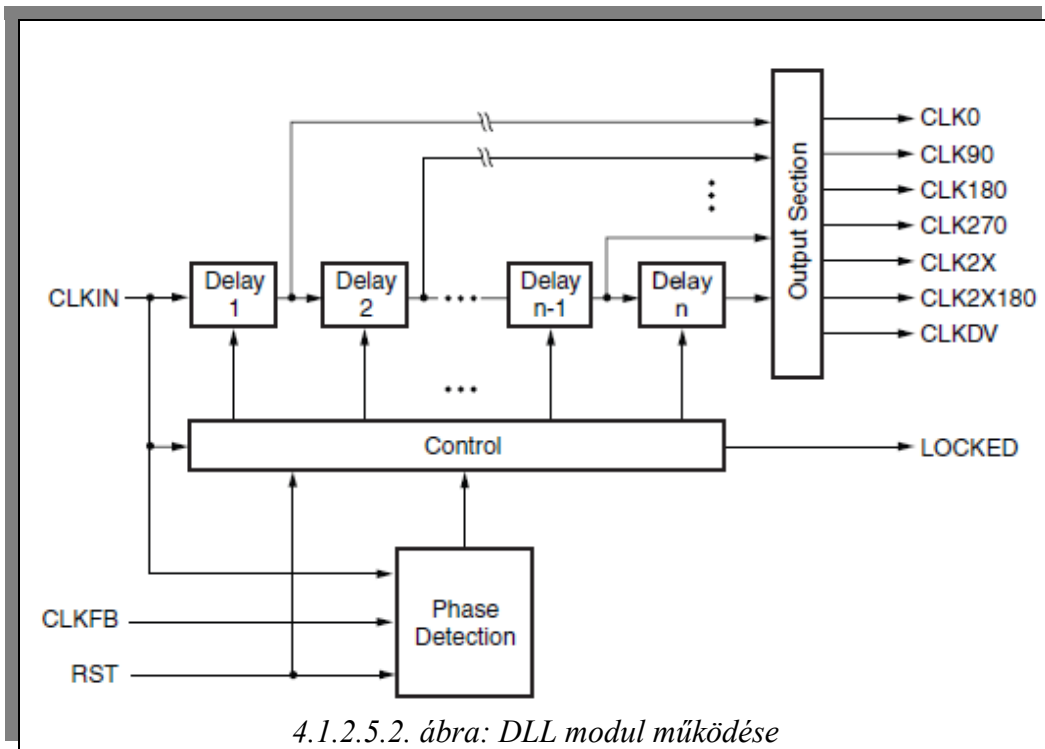 CLK0
CLK90
CLK180
CLK270
CLK2X
CLK2X180
CLKDV
Output Section
CLKIN
Delay
1
Delay
2
Delay
n-1
Delay
n
Control
LOCKED
Phase
Detection
CLKFB
RST
4.1.2.5.2. ábra: DLL modul működése